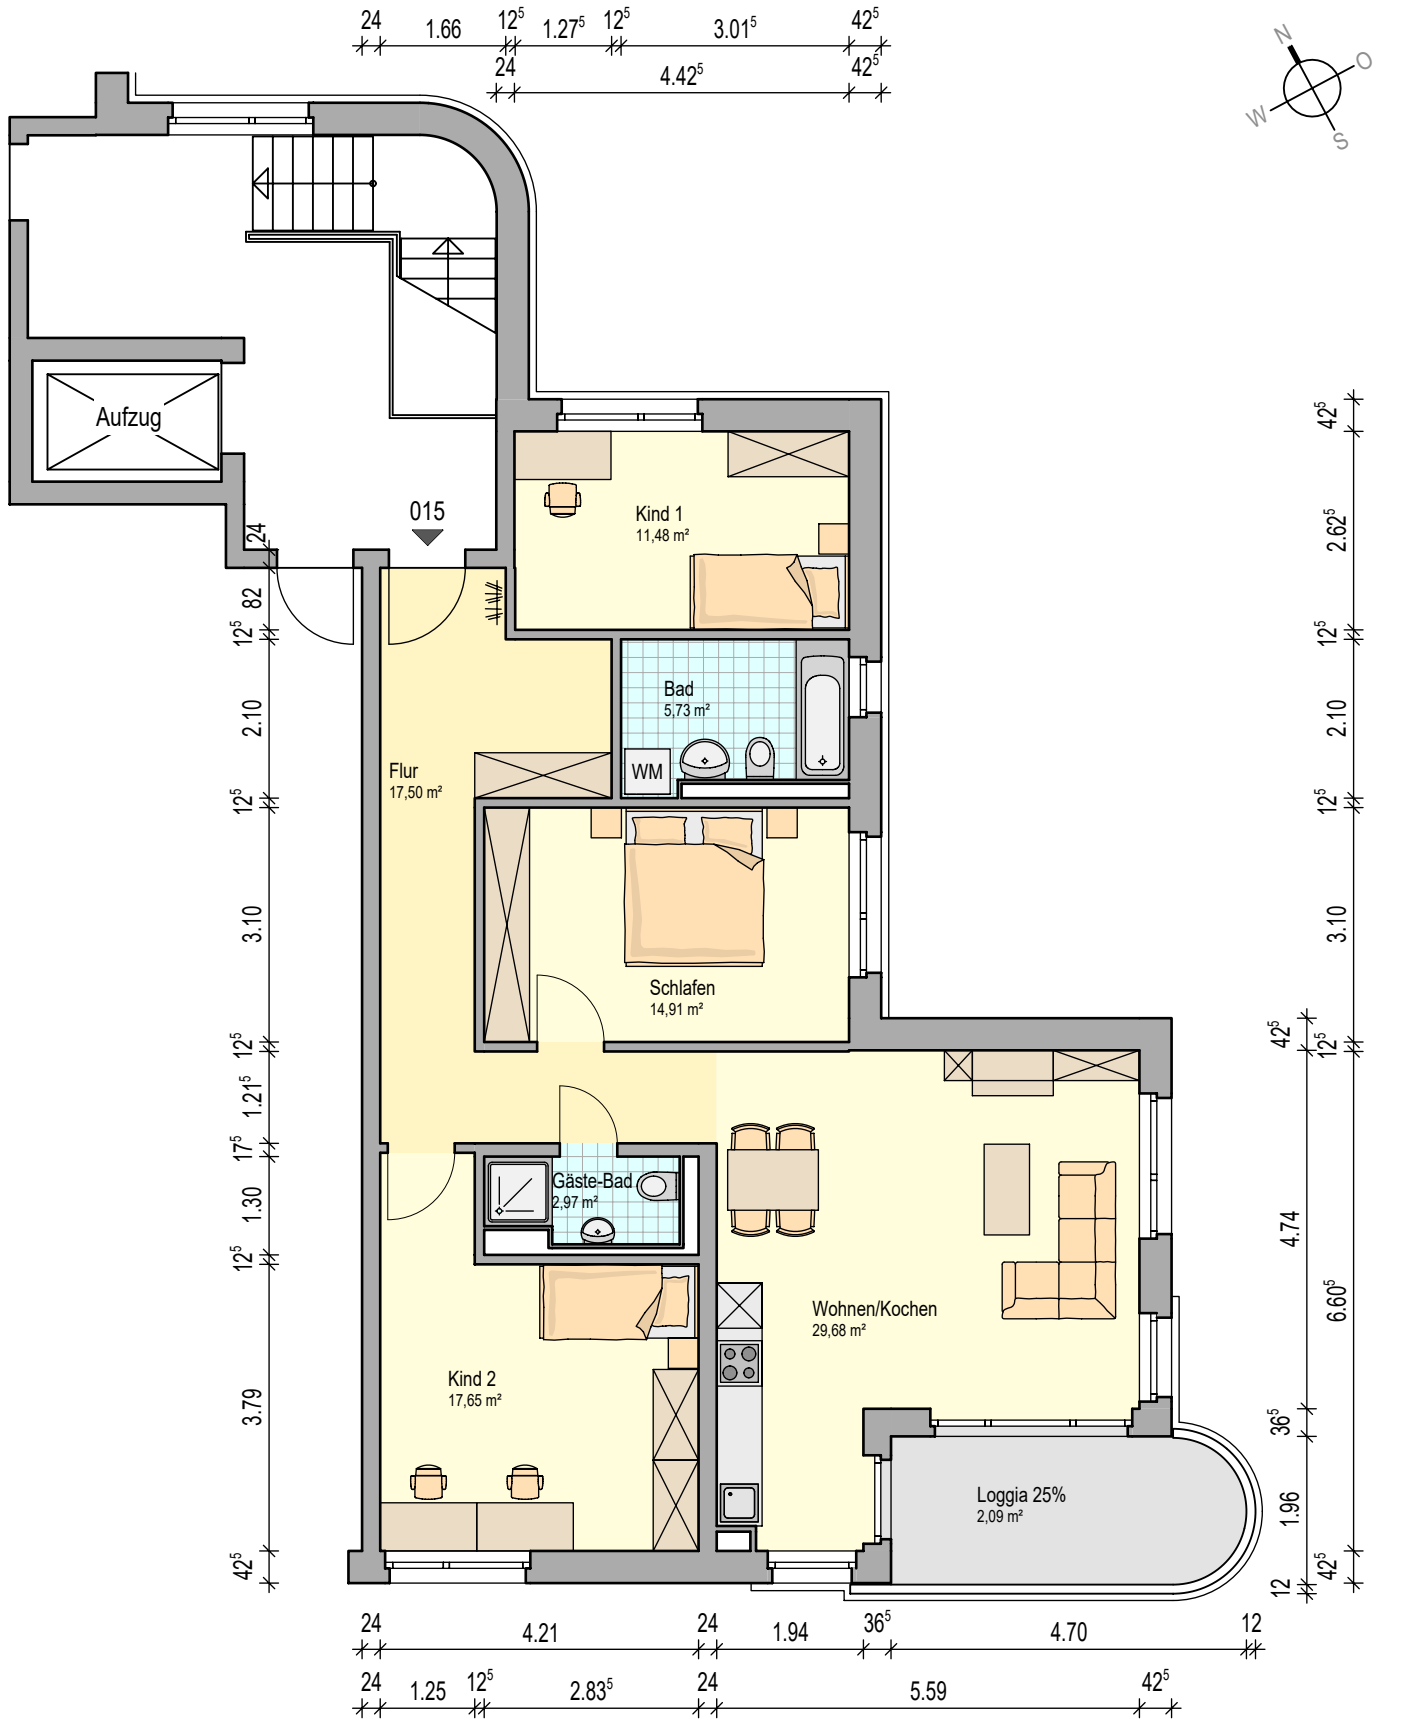 24
1.66
12⁵
1.27⁵
12⁵
3.01⁵
42⁵
24
4.42⁵
42⁵
N
O
W
S
Aufzug
015
Kind 1
11,48 m²
Bad
5,73 m²
WM
Flur
17,50 m²
Schlafen
14,91 m²
Gäste-Bad
2,97 m²
Wohnen/Kochen
29,68 m²
Kind 2
17,65 m²
Loggia 25%
2,09 m²
24
82
12⁵
2.10
12⁵
3.10
12⁵
1.21⁵
17⁵
1.30
12⁵
3.79
42⁵
42⁵
2.62⁵
12⁵
2.10
12⁵
3.10
12⁵
6.60⁵
42⁵
42⁵
4.74
36⁵
1.96
12
24
4.21
24
1.94
36⁵
4.70
12
24
1.25
12⁵
2.83⁵
24
5.59
42⁵